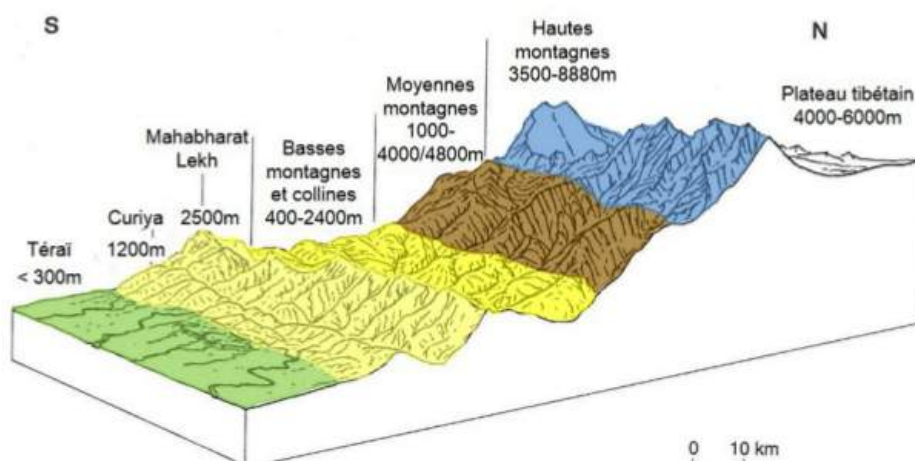 S
N
Hautes
montagnes
3500-8880m
Plateau tibétain
4000-6000m
Moyennes
montagnes
1000-
4000/4800m
Mahabharat
Lekh
2500m
Basses
montagnes
et collines
400-2400m
Curiya
1200m
Téraï
< 300m
0 10 km